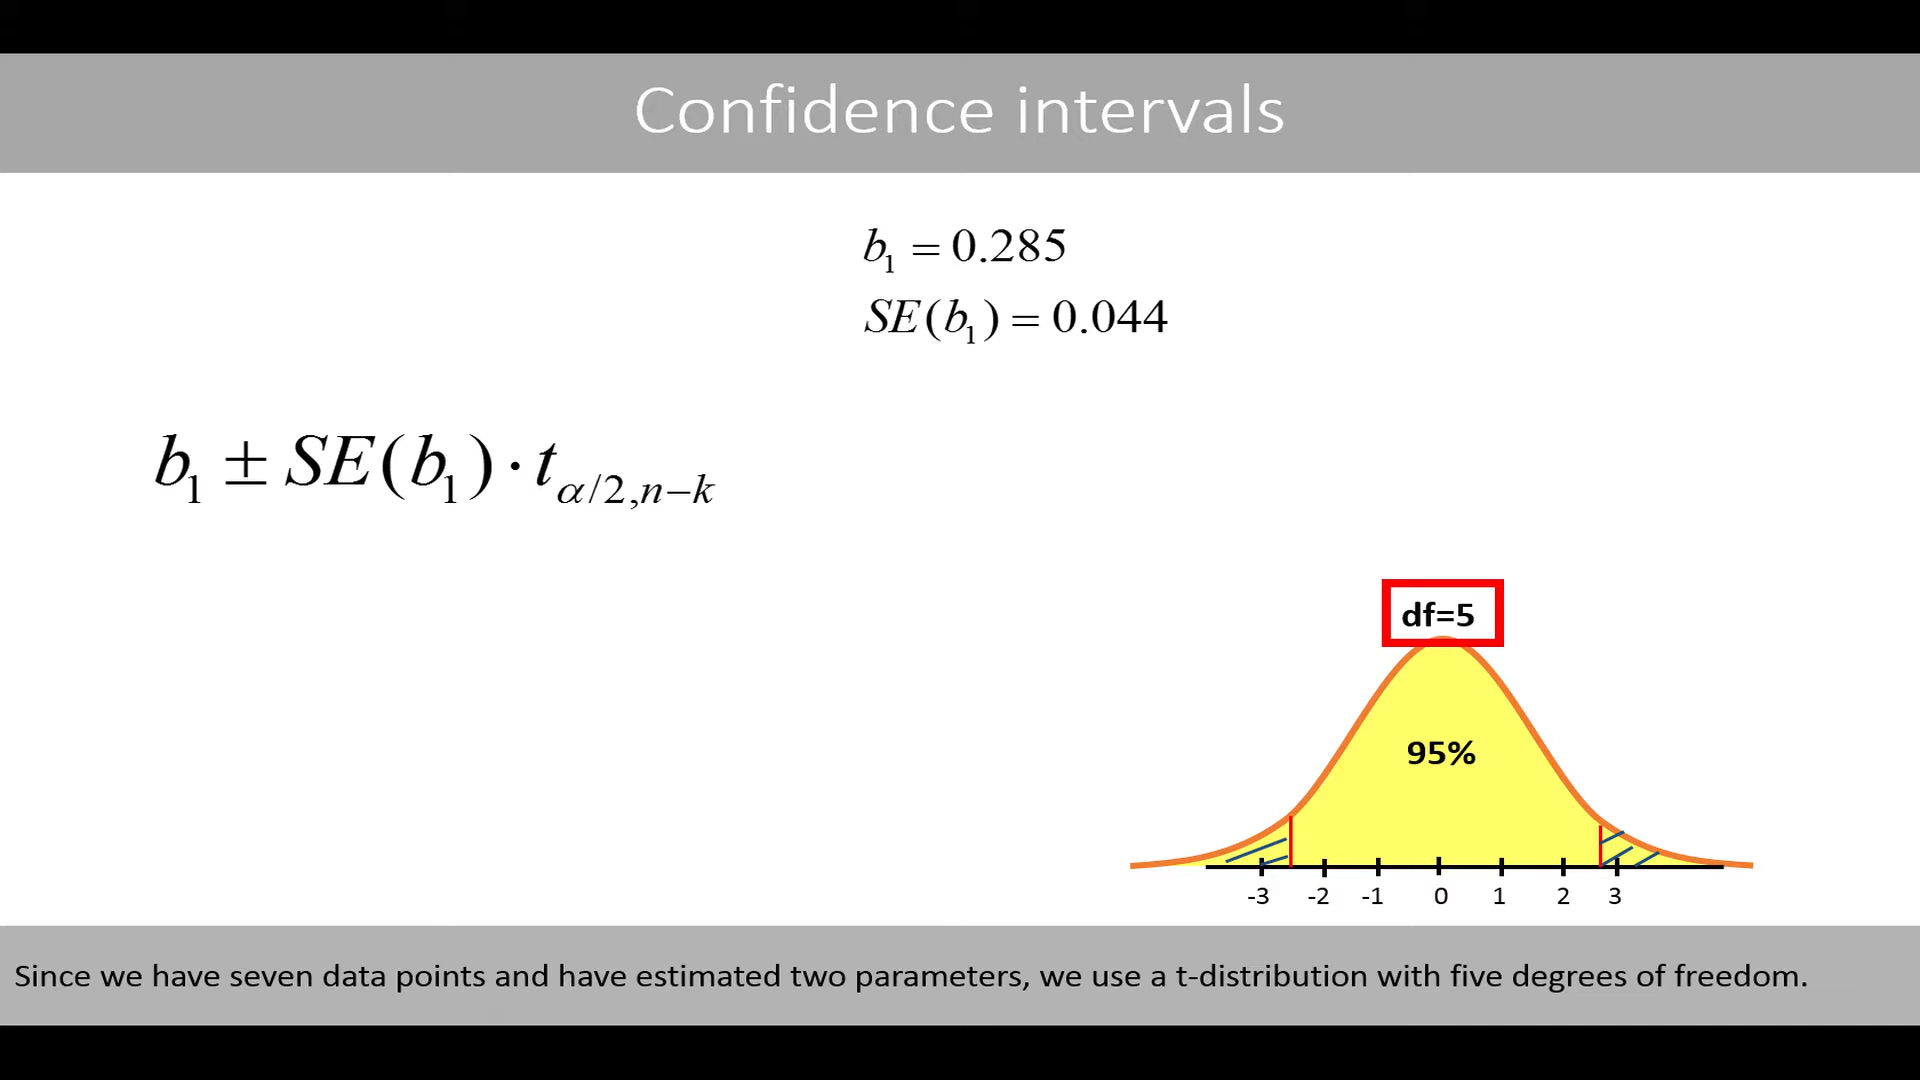 Confidence intervals
b₁ = 0.285
SE(b₁) = 0.044
b₁ ± SE(b₁) · t_{α/2,n−k}
df=5
95%
-3 -2 -1 0 1 2 3
Since we have seven data points and have estimated two parameters, we use a t-distribution with five degrees of freedom.